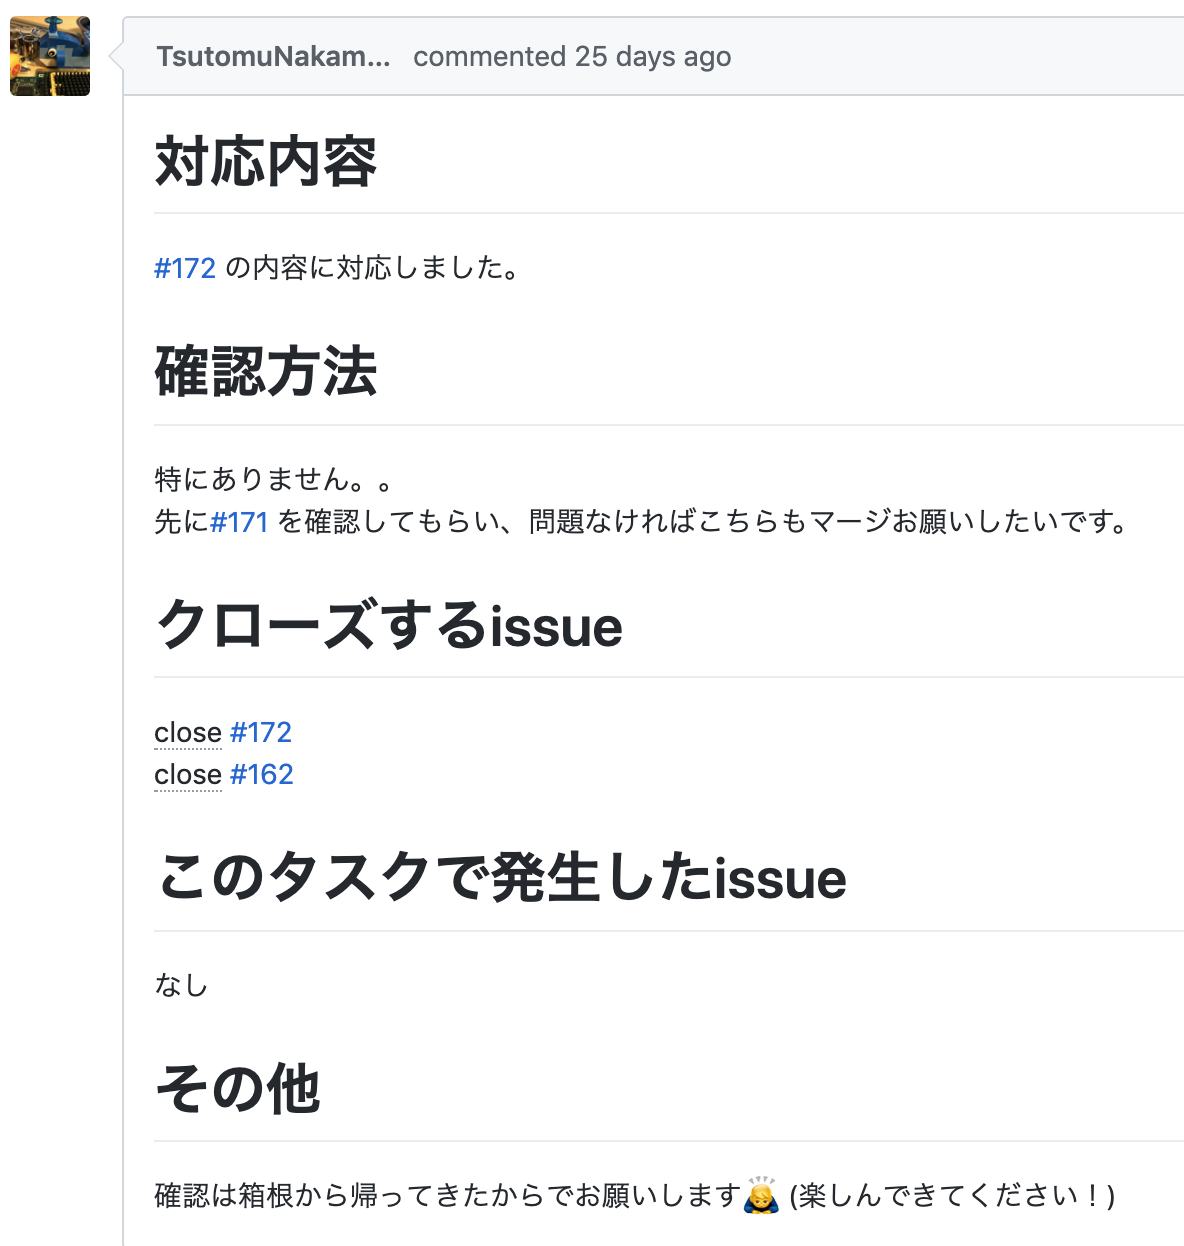 TsutomuNakam... commented 25 days ago
対応内容
#172 の内容に対応しました。
確認方法
特にありません。。
先に#171 を確認してもらい、問題なければこちらもマージお願いしたいです。
クローズするissue
close #172
close #162
このタスクで発生したissue
なし
その他
確認は箱根から帰ってきたからでお願いします🙇 (楽しんできてください！)